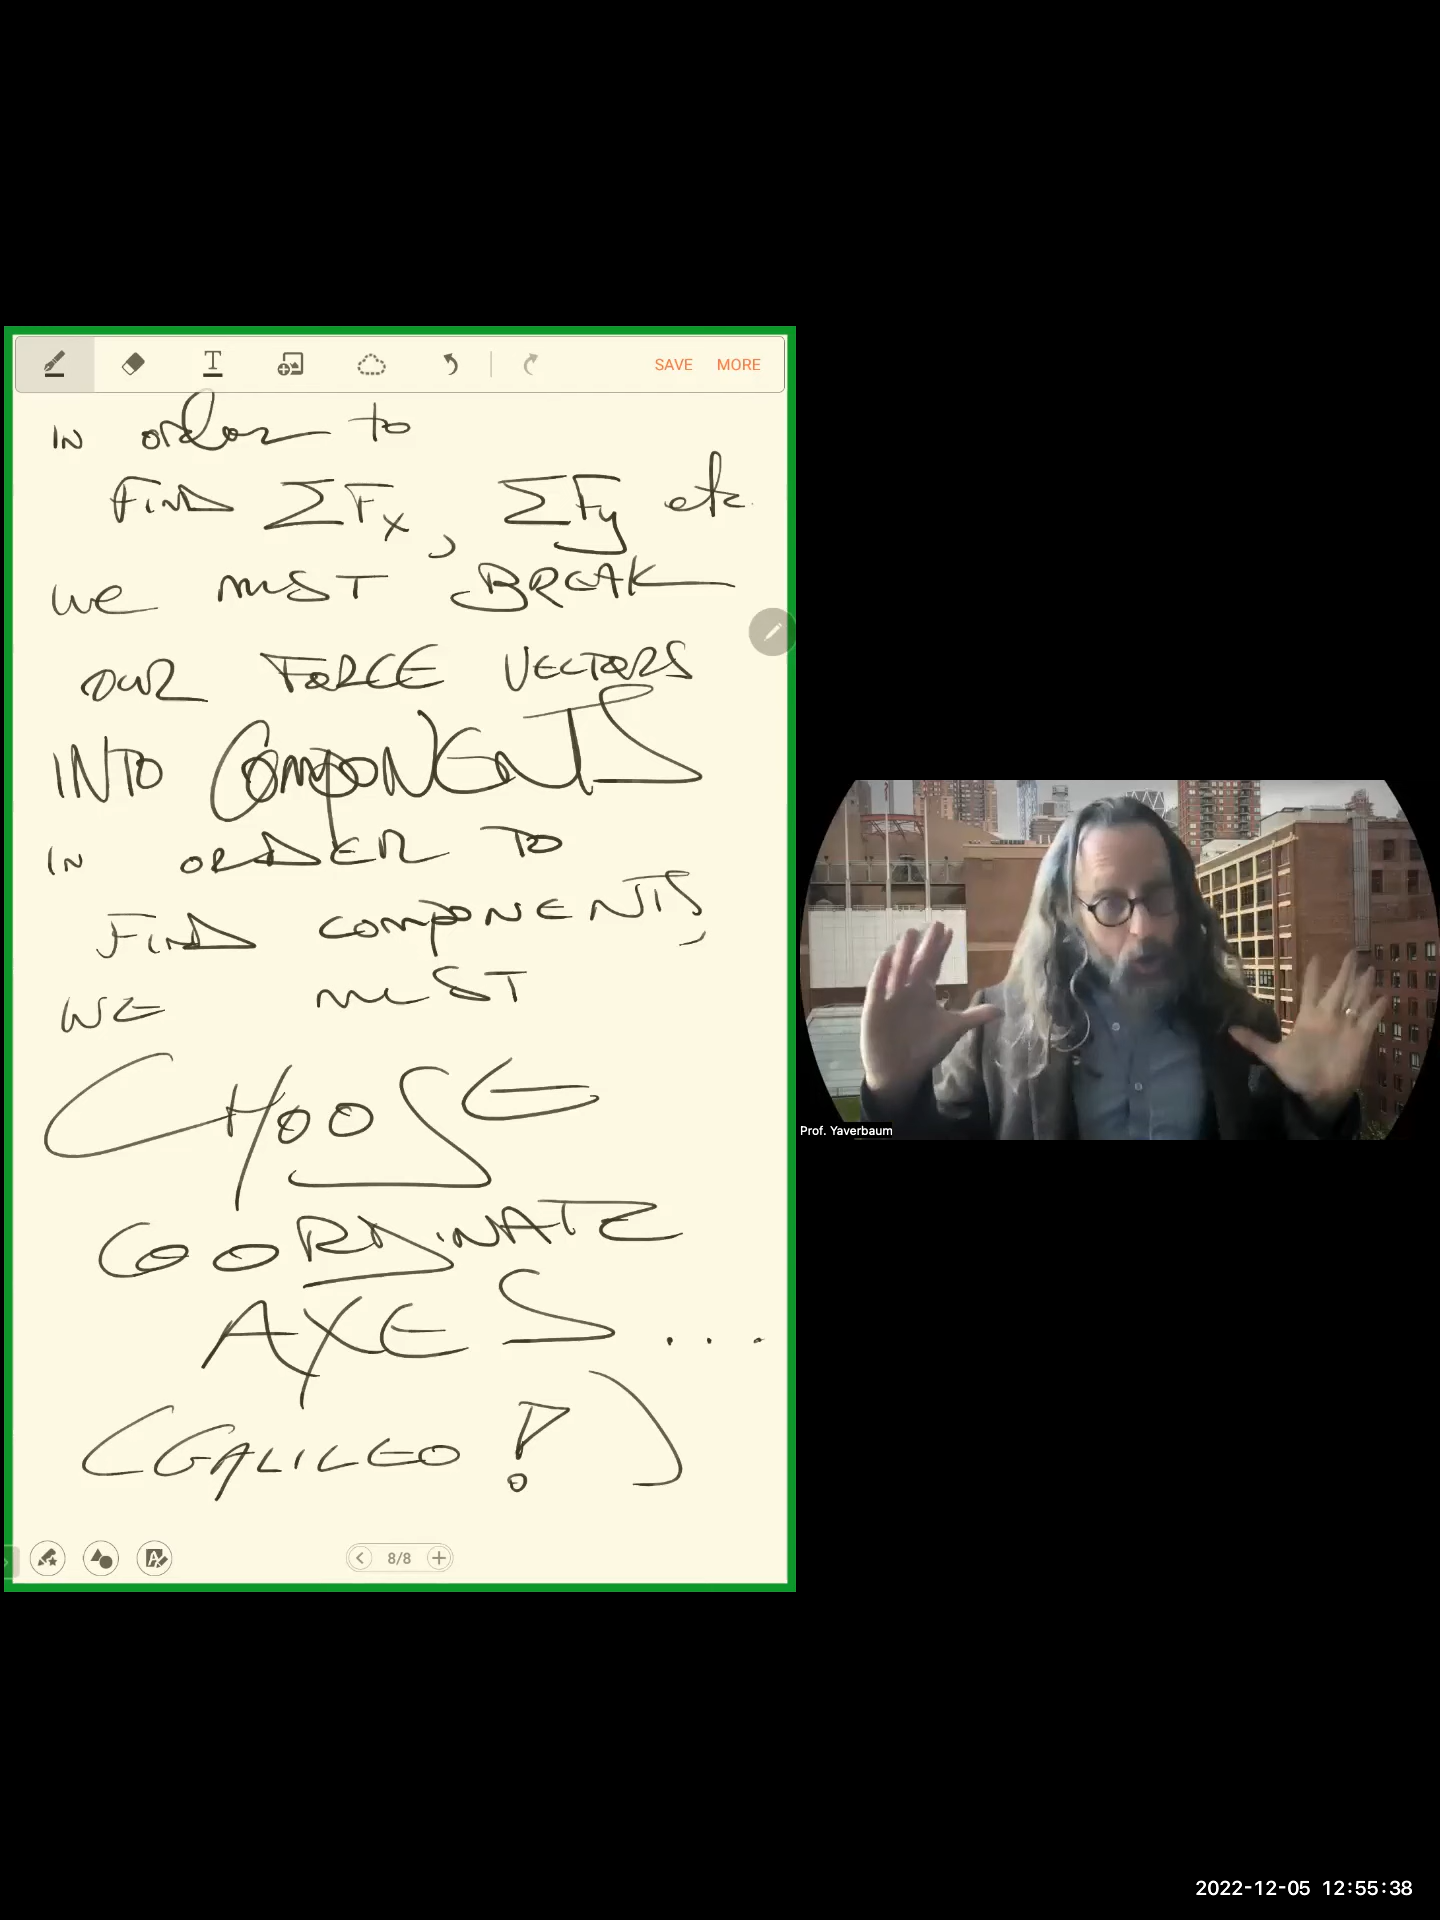 T
SAVE MORE
IN order to
FIND ΣFx, ΣFy etc.
WE MUST BREAK
OUR FORCE VECTORS
INTO COMPONENTS
IN ORDER TO
FIND COMPONENTS,
WE MUST
CHOOSE
COORDINATE
AXES ...
(GALILEO!)
8/8
Prof. Yaverbaum
2022-12-05 12:55:38